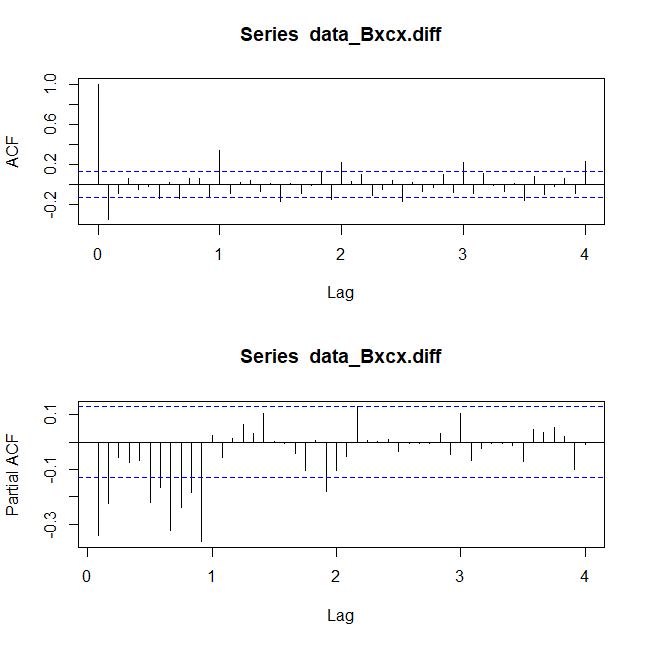 Series  data_Bxcx.diff
ACF
1.0
0.6
0.2
-0.2
0 1 2 3 4
Lag
Series  data_Bxcx.diff
Partial ACF
0.1
-0.1
-0.3
0 1 2 3 4
Lag